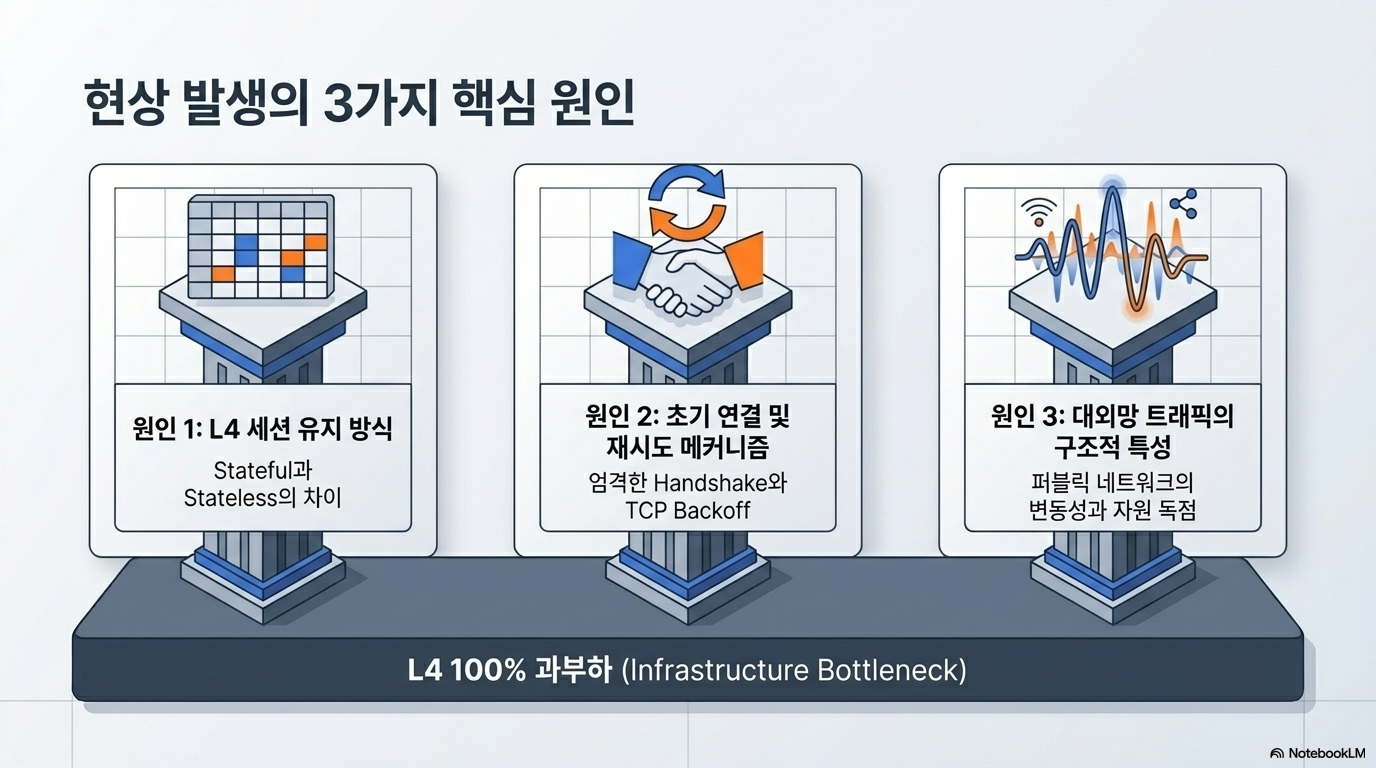 현상 발생의 3가지 핵심 원인
원인 1: L4 세션 유지 방식
Stateful과
Stateless의 차이
원인 2: 초기 연결 및
재시도 메커니즘
엄격한 Handshake와
TCP Backoff
원인 3: 대외망 트래픽의
구조적 특성
퍼블릭 네트워크의
변동성과 자원 독점
L4 100% 과부하 (Infrastructure Bottleneck)
NotebookLM